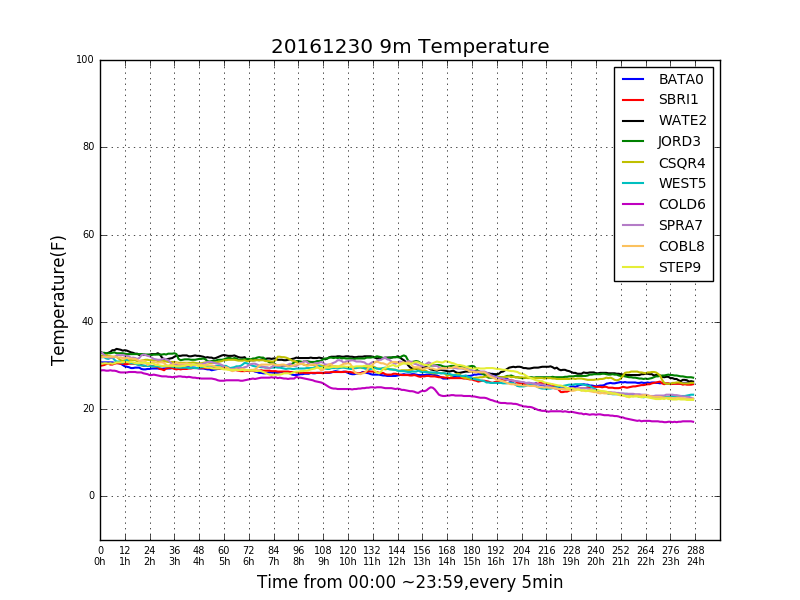 20161230 9m Temperature
100
80
60
40
20
0
Temperature(F)
BATA0
SBRI1
WATE2
JORD3
CSQR4
WEST5
COLD6
SPRA7
COBL8
STEP9
0 12 24 36 48 60 72 84 96 108 120 132 144 156 168 180 192 204 216 228 240 252 264 276 288
0h 1h 2h 3h 4h 5h 6h 7h 8h 9h 10h 11h 12h 13h 14h 15h 16h 17h 18h 19h 20h 21h 22h 23h 24h
Time from 00:00 ~23:59,every 5min